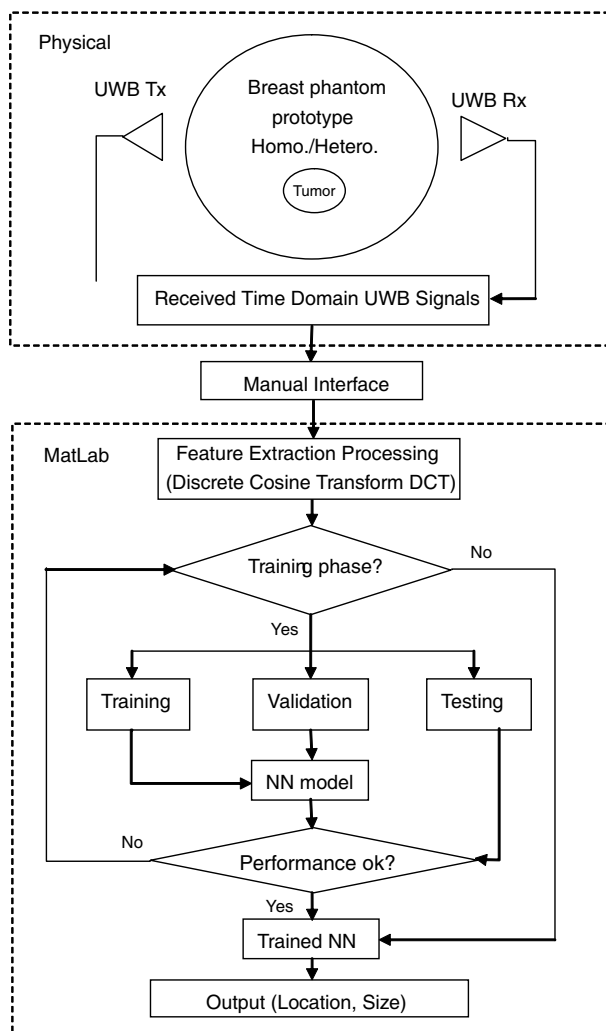 Physical
UWB Tx
Breast phantom
prototype
Homo./Hetero.
UWB Rx
Tumor
Received Time Domain UWB Signals
Manual Interface
MatLab
Feature Extraction Processing
(Discrete Cosine Transform DCT)
Training phase?
No
Yes
Training
Validation
Testing
NN model
No
Performance ok?
Yes
Trained NN
Output (Location, Size)